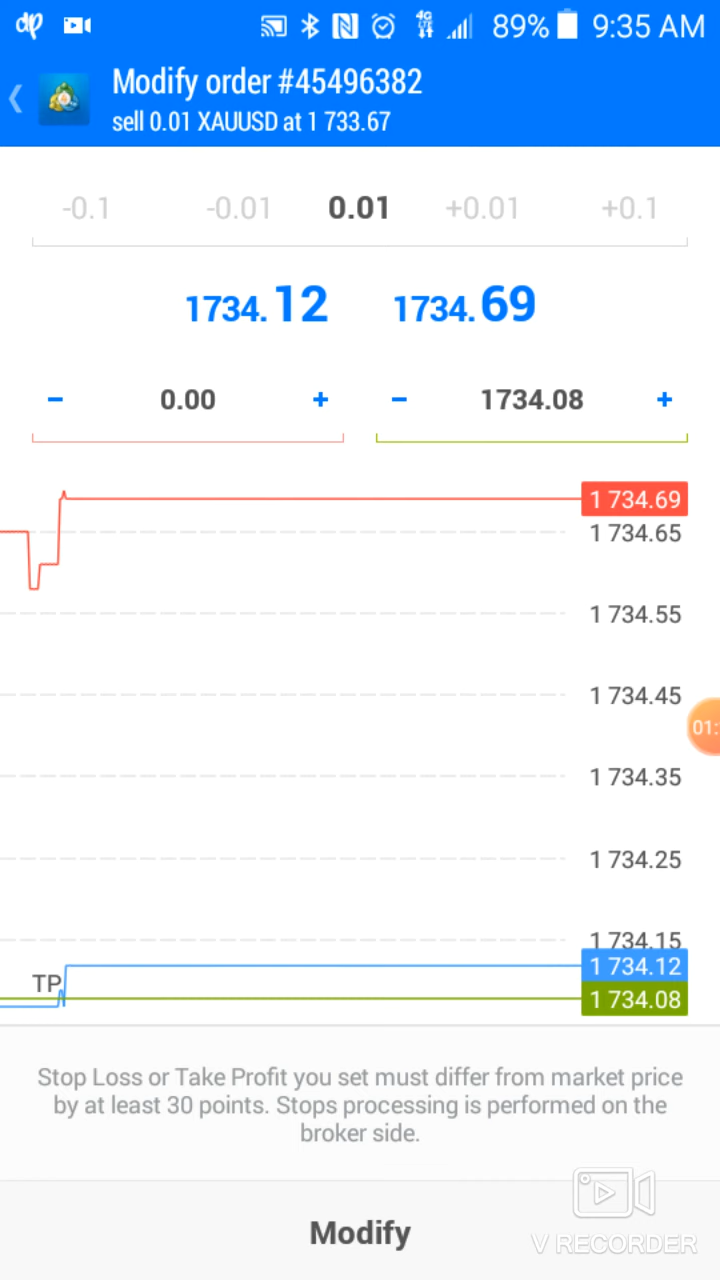 89% 9:35 AM
Modify order #45496382
sell 0.01 XAUUSD at 1 733.67
-0.1 -0.01 0.01 +0.01 +0.1
1734.12 1734.69
- 0.00 + - 1734.08 +
1 734.69
1 734.65
1 734.55
1 734.45
01:
1 734.35
1 734.25
1 734.15
1 734.12
TP
1 734.08
Stop Loss or Take Profit you set must differ from market price
by at least 30 points. Stops processing is performed on the
broker side.
Modify
V RECORDER